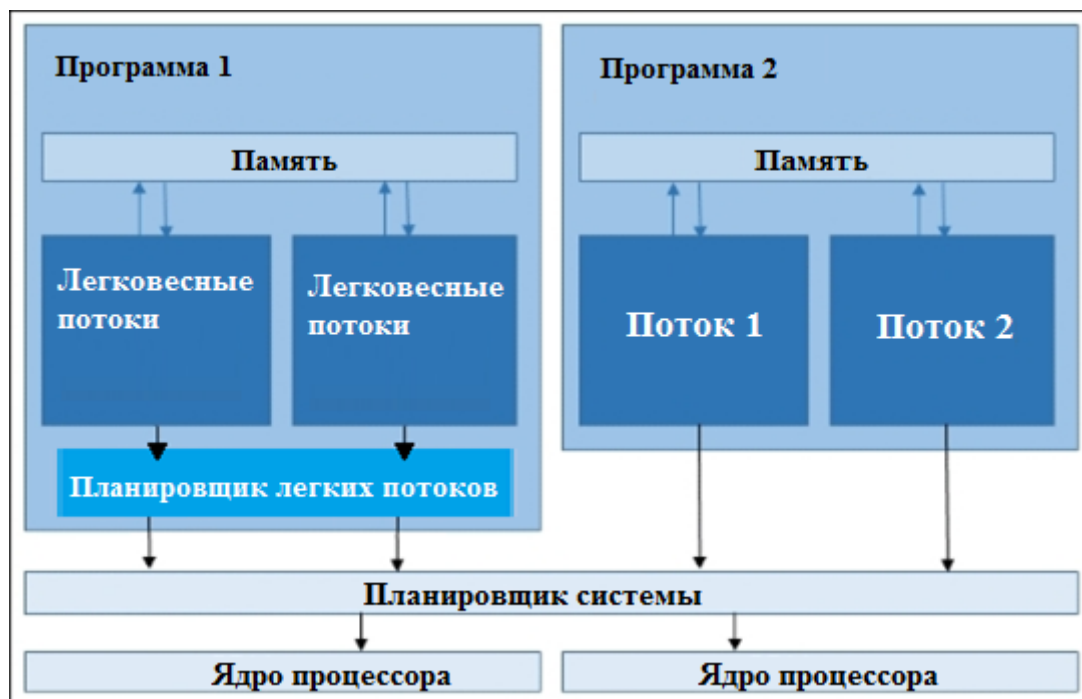 Программа 1
Память
Легковесные
потоки
Легковесные
потоки
Планировщик легких потоков
Программа 2
Память
Поток 1
Поток 2
Планировщик системы
Ядро процессора
Ядро процессора